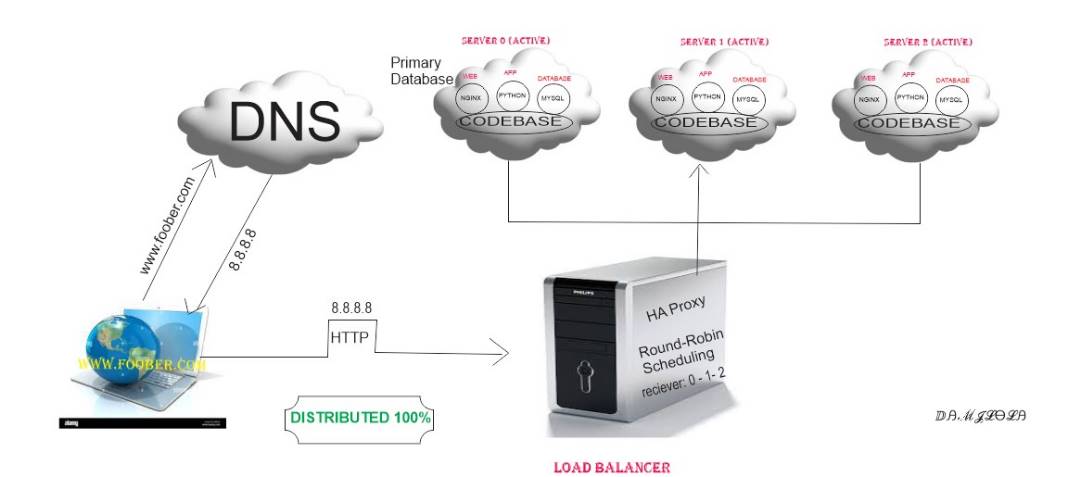 SERVER 0 (ACTIVE)
SERVER 1 (ACTIVE)
SERVER 2 (ACTIVE)
Primary
Database
WEB
APP
DATABASE
NGINX
PYTHON
MYSQL
CODEBASE
WEB
APP
DATABASE
NGINX
PYTHON
MYSQL
CODEBASE
WEB
APP
DATABASE
NGINX
PYTHON
MYSQL
CODEBASE
DNS
www.foober.com
8.8.8.8
WWW.FOOBER.COM
alamy
8.8.8.8
HTTP
DISTRIBUTED 100%
PHILIPS
HA Proxy
Round-Robin
Scheduling
reciever: 0 - 1- 2
LOAD BALANCER
DAMILOLA